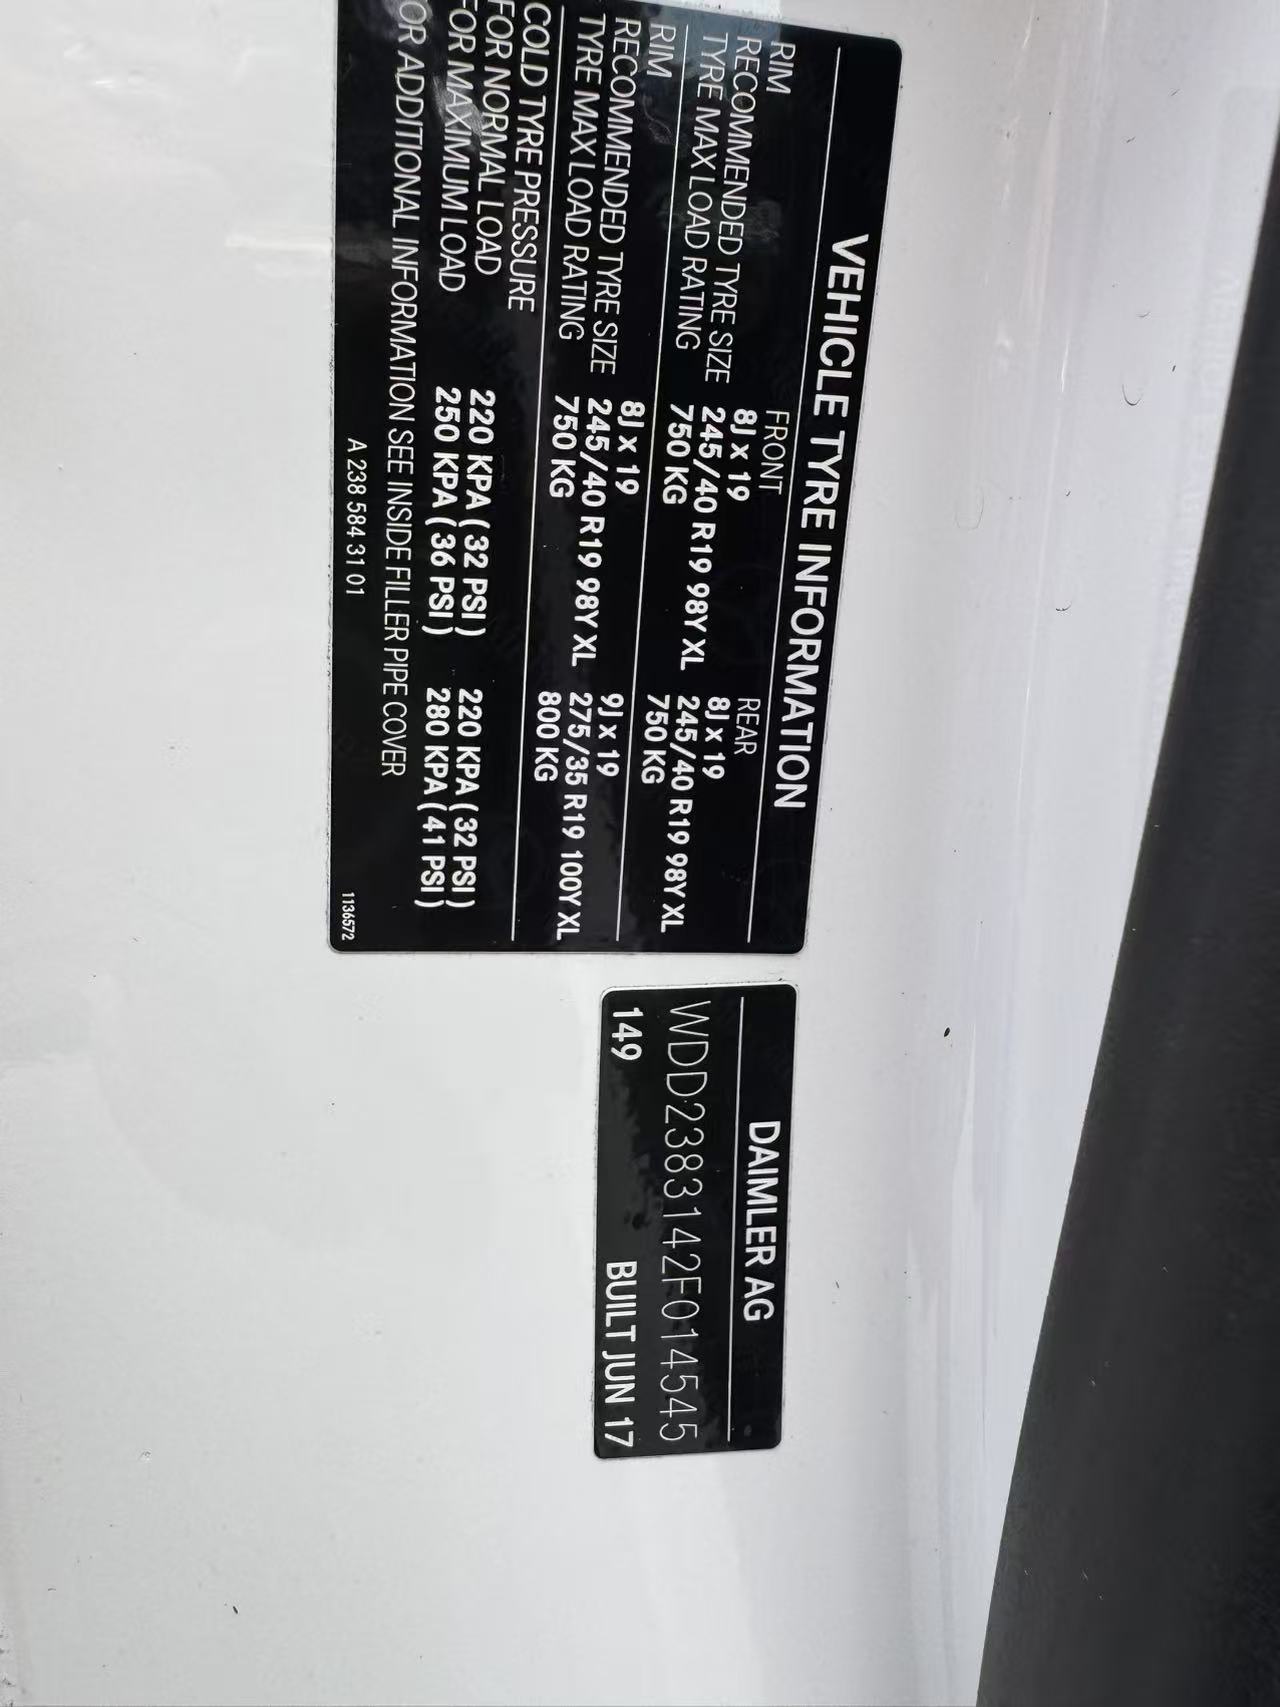 VEHICLE TYRE INFORMATION
FRONT REAR
RIM 8J x 19 8J x 19
RECOMMENDED TYRE SIZE 245/40 R19 98Y XL 245/40 R19 98Y XL
TYRE MAX LOAD RATING 750 KG 750 KG
RIM 8J x 19 9J x 19
RECOMMENDED TYRE SIZE 245/40 R19 98Y XL 275/35 R19 100Y XL
TYRE MAX LOAD RATING 750 KG 800 KG
COLD TYRE PRESSURE
FOR NORMAL LOAD 220 KPA ( 32 PSI ) 220 KPA ( 32 PSI )
FOR MAXIMUM LOAD 250 KPA ( 36 PSI ) 280 KPA ( 41 PSI )
OR ADDITIONAL INFORMATION SEE INSIDE FILLER PIPE COVER
A 238 584 31 01 1136572
DAIMLER AG
WDD2383142F014545
149 BUILT JUN 17